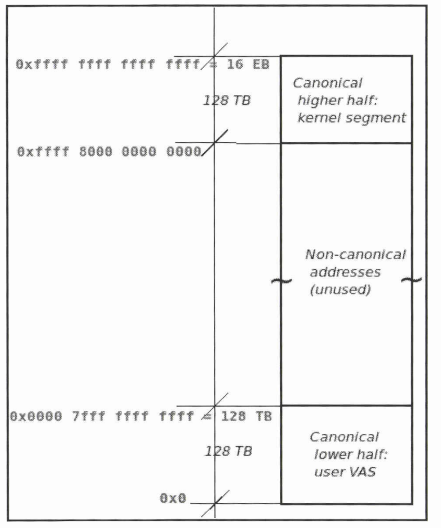 0xffff ffff ffff ffff = 16 EB
Canonical
higher half:
kernel segment
128 TB
0xffff 8000 0000 0000
Non-canonical
addresses
(unused)
0x0000 7fff ffff ffff = 128 TB
Canonical
lower half:
user VAS
128 TB
0x0